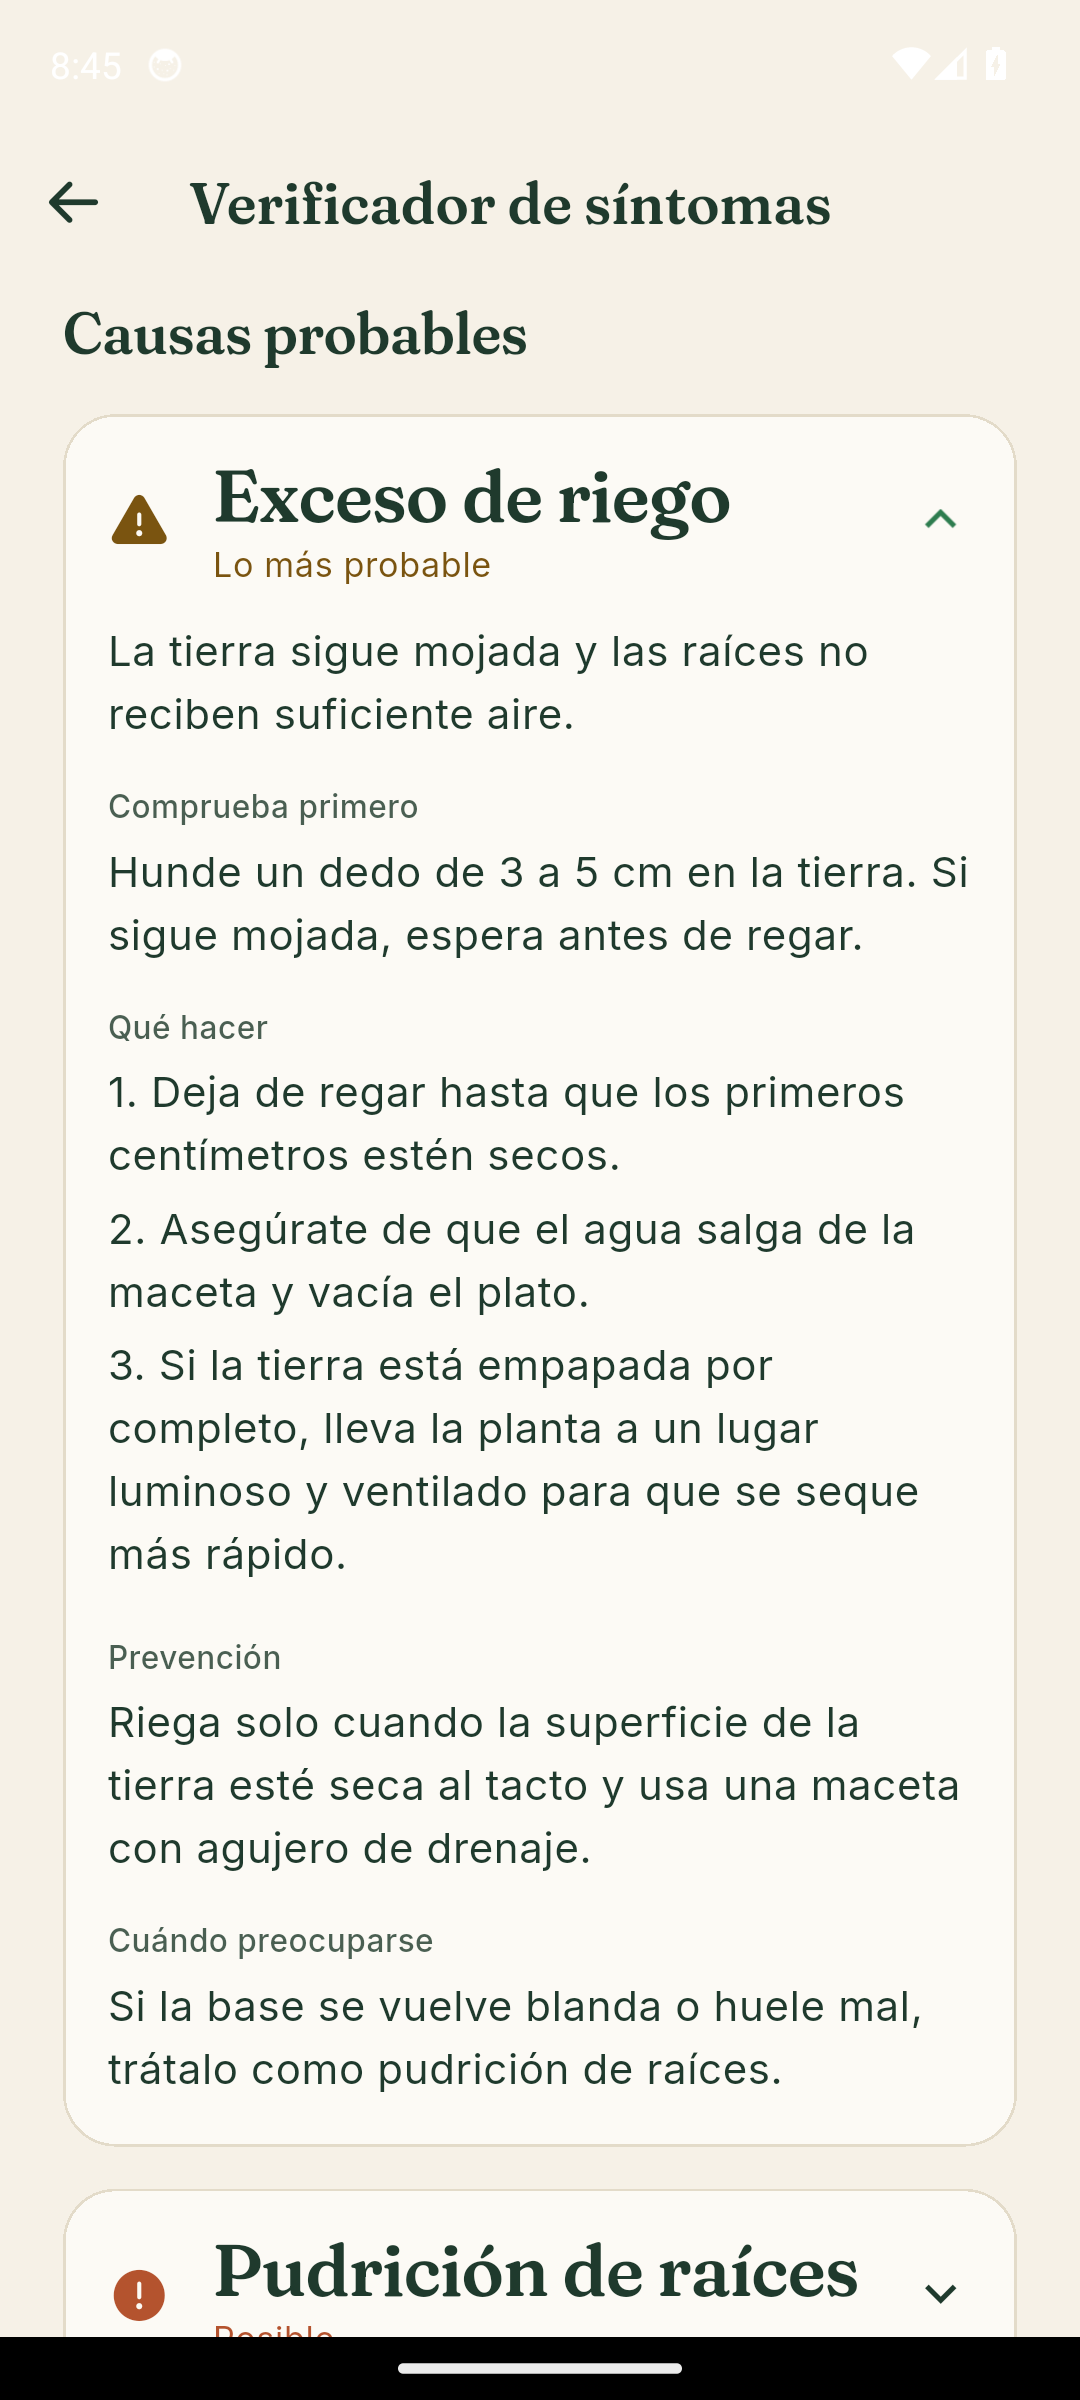 8:45
Verificador de síntomas
Causas probables
Exceso de riego
Lo más probable
La tierra sigue mojada y las raíces no
reciben suficiente aire.
Comprueba primero
Hunde un dedo de 3 a 5 cm en la tierra. Si
sigue mojada, espera antes de regar.
Qué hacer
1. Deja de regar hasta que los primeros
centímetros estén secos.
2. Asegúrate de que el agua salga de la
maceta y vacía el plato.
3. Si la tierra está empapada por
completo, lleva la planta a un lugar
luminoso y ventilado para que se seque
más rápido.
Prevención
Riega solo cuando la superficie de la
tierra esté seca al tacto y usa una maceta
con agujero de drenaje.
Cuándo preocuparse
Si la base se vuelve blanda o huele mal,
trátalo como pudrición de raíces.
Pudrición de raíces
Posible